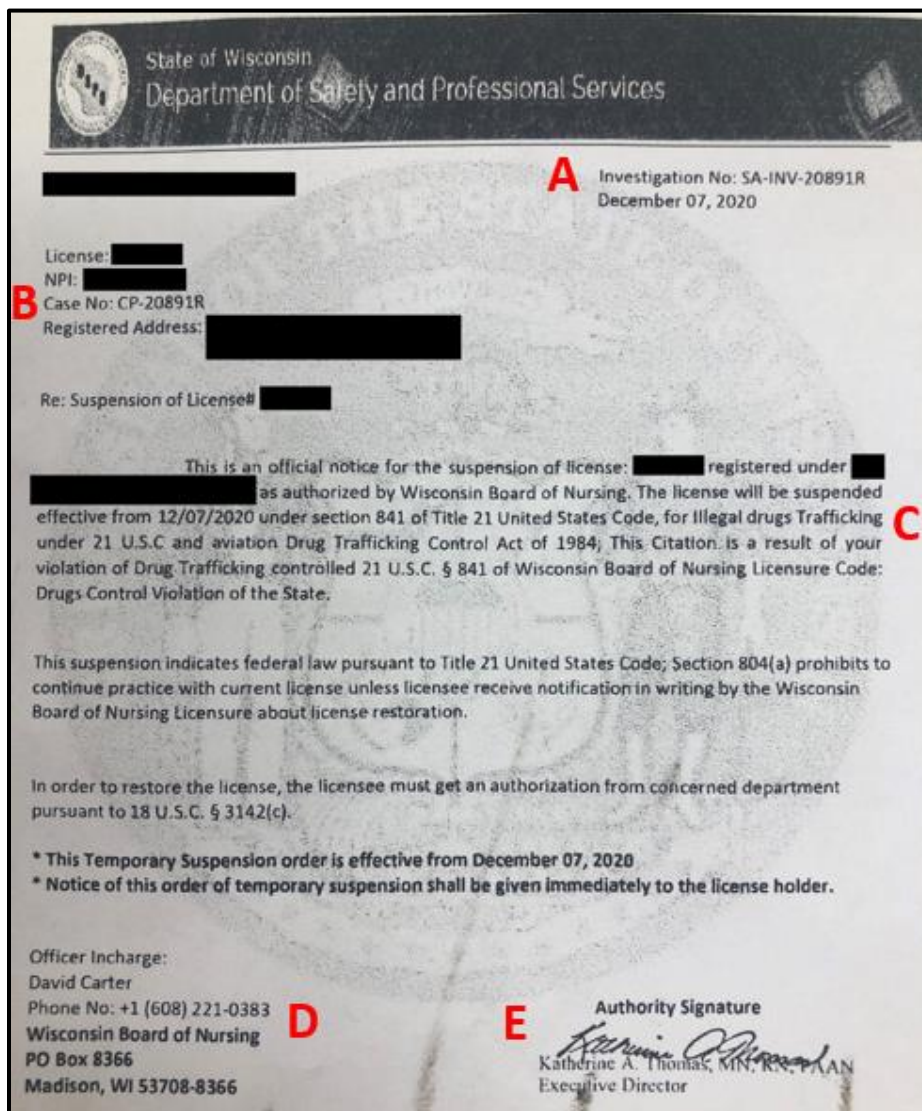 State of Wisconsin
Department of Safety and Professional Services
A
Investigation No: SA-INV-20891R
December 07, 2020
License:
NPI:
B
Case No: CP-20891R
Registered Address:
Re: Suspension of License#
This is an official notice for the suspension of license: registered under
as authorized by Wisconsin Board of Nursing. The license will be suspended
effective from 12/07/2020 under section 841 of Title 21 United States Code, for Illegal drugs Trafficking
C
under 21 U.S.C and aviation Drug Trafficking Control Act of 1984; This Citation is a result of your
violation of Drug Trafficking controlled 21 U.S.C. § 841 of Wisconsin Board of Nursing Licensure Code:
Drugs Control Violation of the State.
This suspension indicates federal law pursuant to Title 21 United States Code; Section 804(a) prohibits to
continue practice with current license unless licensee receive notification in writing by the Wisconsin
Board of Nursing Licensure about license restoration.
In order to restore the license, the licensee must get an authorization from concerned department
pursuant to 18 U.S.C. § 3142(c).
* This Temporary Suspension order is effective from December 07, 2020
* Notice of this order of temporary suspension shall be given immediately to the license holder.
Officer Incharge:
David Carter
Phone No: +1 (608) 221-0383
D
Wisconsin Board of Nursing
PO Box 8366
Madison, WI 53708-8366
E
Authority Signature
Katherine A. Thomas, MN, RN, FAAN
Executive Director